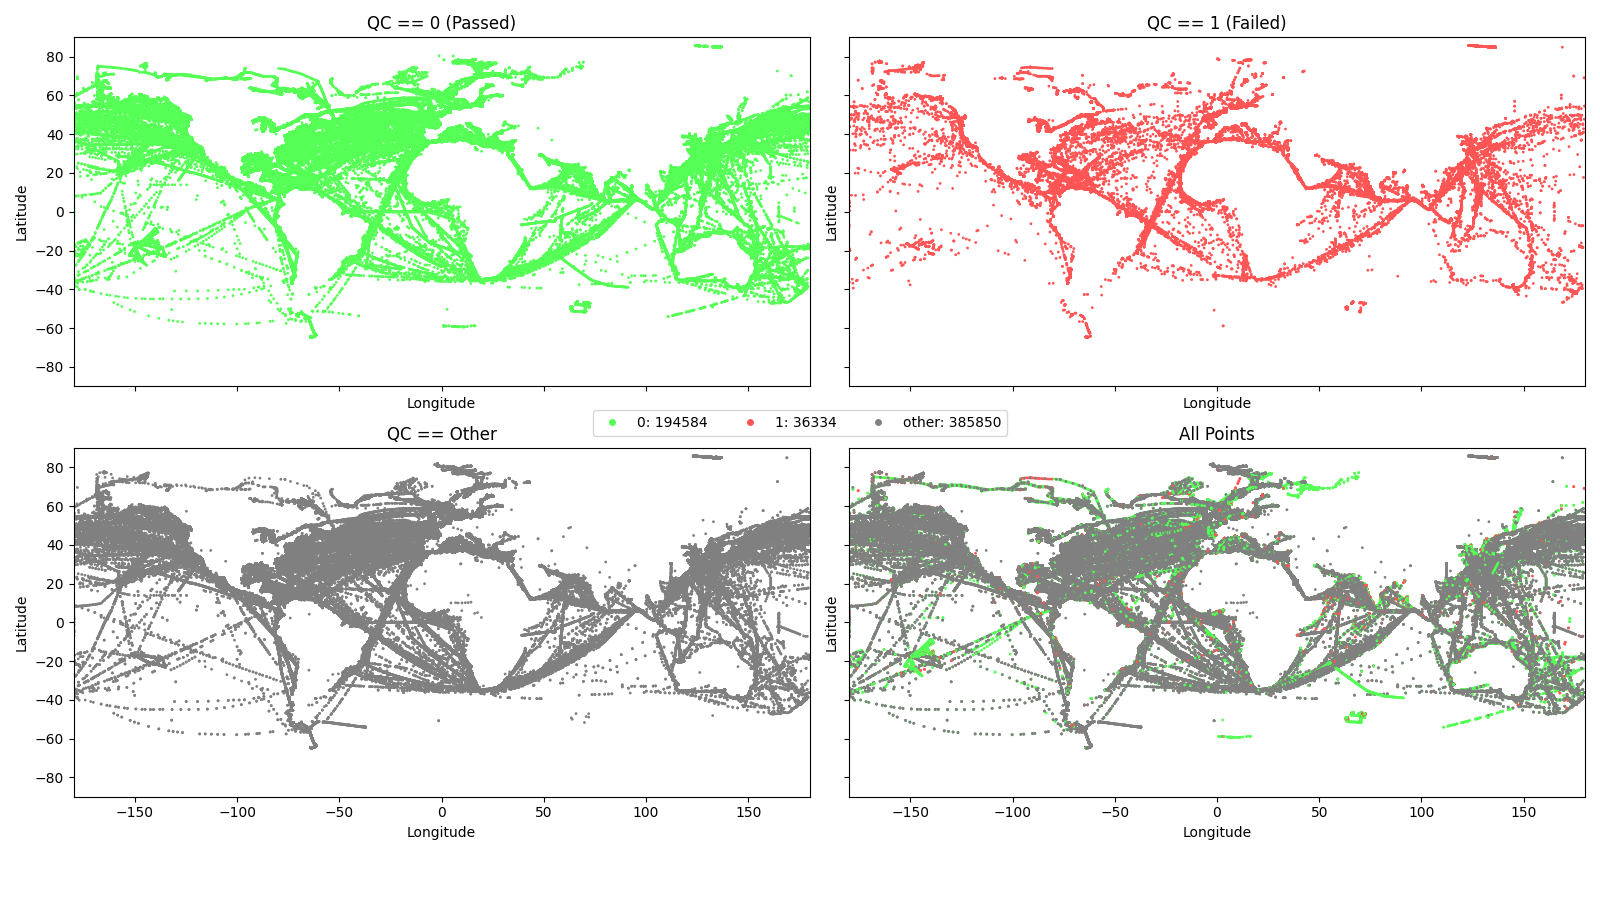 QC == 0 (Passed)
QC == 1 (Failed)
80
60
40
20
0
−20
−40
−60
−80
Latitude
Latitude
Longitude
Longitude
0: 194584 1: 36334 other: 385850
QC == Other
All Points
80
60
40
20
0
−20
−40
−60
−80
Latitude
Latitude
−150 −100 −50 0 50 100 150
−150 −100 −50 0 50 100 150
Longitude
Longitude